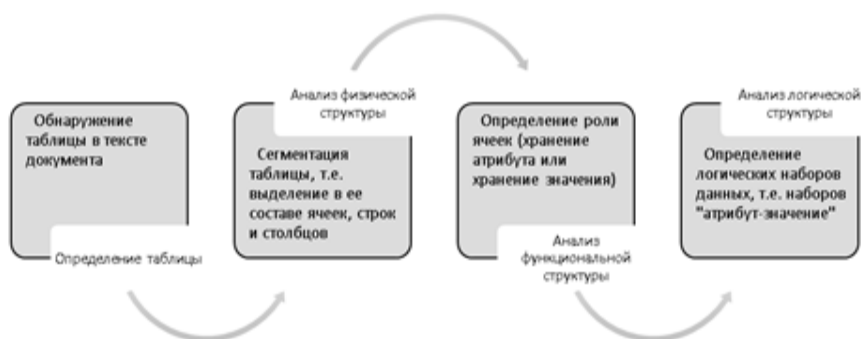 Обнаружение
таблицы в тексте
документа
Определение таблицы
Анализ физической
структуры
Сегментация
таблицы, т.е.
выделение в ее
составе ячеек, строк
и столбцов
Определение роли
ячеек (хранение
атрибута или
хранение значения)
Анализ
функциональной
структуры
Анализ логической
структуры
Определение
логических наборов
данных, т.е. наборов
"атрибут-значение"